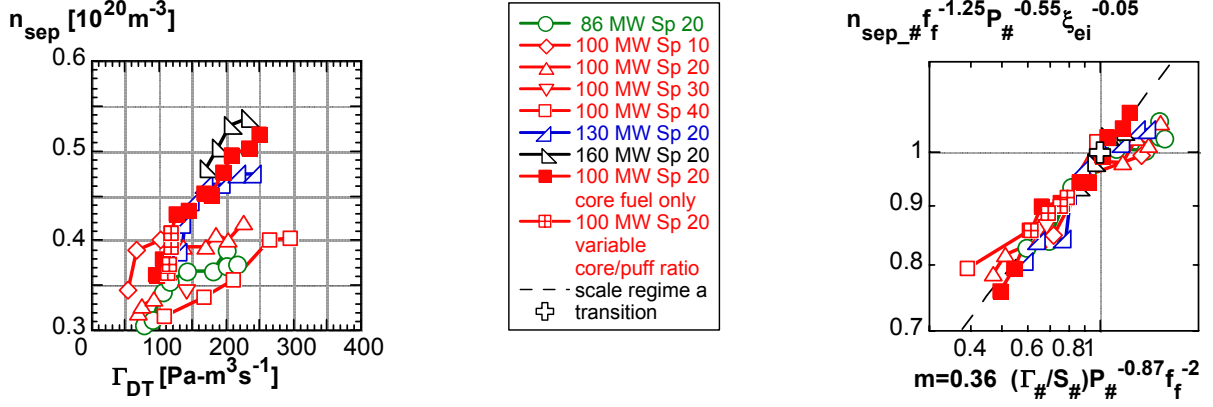 n_sep [10^20 m^-3]
0.6
0.5
0.4
0.3
0 100 200 300 400
Γ_DT [Pa-m^3s^-1]
86 MW Sp 20
100 MW Sp 10
100 MW Sp 20
100 MW Sp 30
100 MW Sp 40
130 MW Sp 20
160 MW Sp 20
100 MW Sp 20
core fuel only
100 MW Sp 20
variable
core/puff ratio
scale regime a
transition
n_sep_# f_f^-1.25 P_#^-0.55 ξ_ei^-0.05
1
0.9
0.8
0.7
0.4 0.6 0.8 1
m=0.36 (Γ_#/S_#)P_#^-0.87 f_f^-2